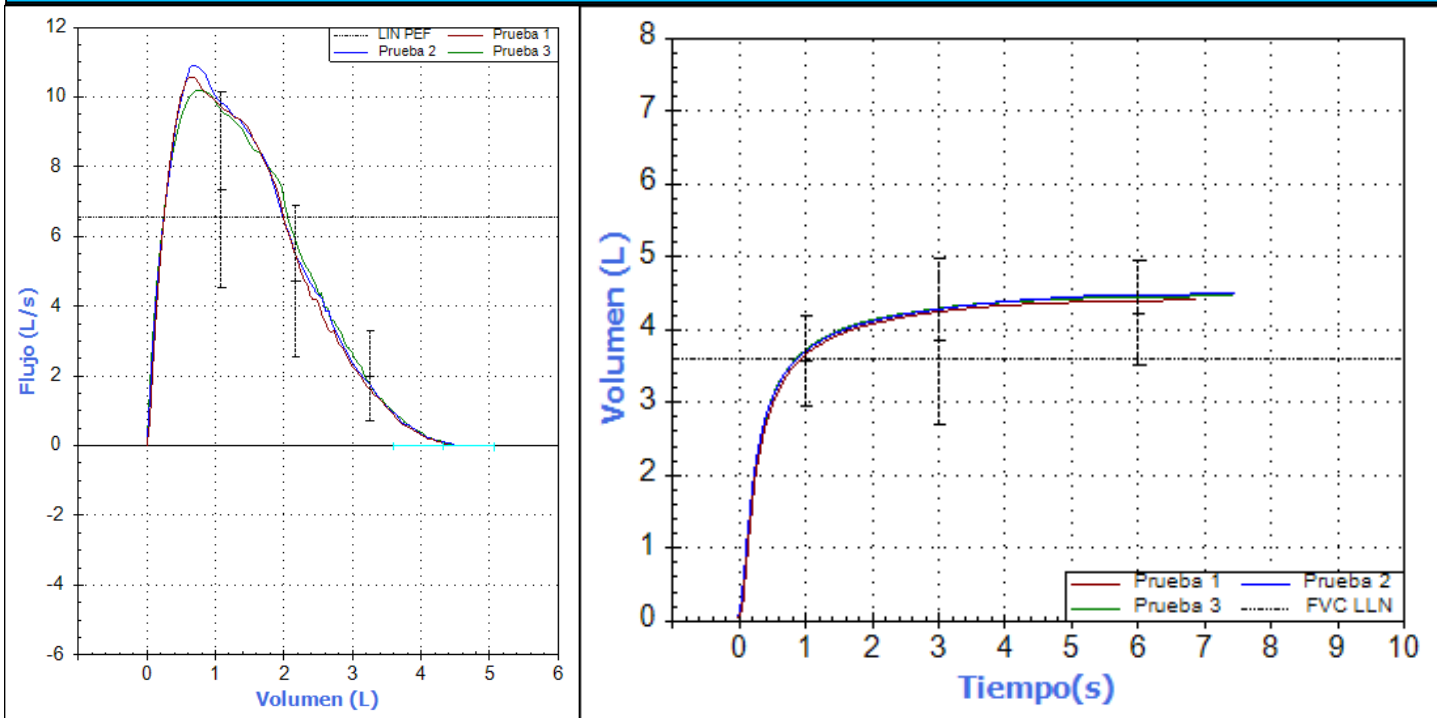 LIN PEF Prueba 1
Prueba 2 Prueba 3
12
10
8
6
4
2
0
-2
-4
-6
0 1 2 3 4 5 6
Flujo (L/s)
Volumen (L)
8
7
6
5
4
3
2
1
0
0 1 2 3 4 5 6 7 8 9 10
Volumen (L)
Tiempo(s)
Prueba 1 Prueba 2
Prueba 3 FVC LLN